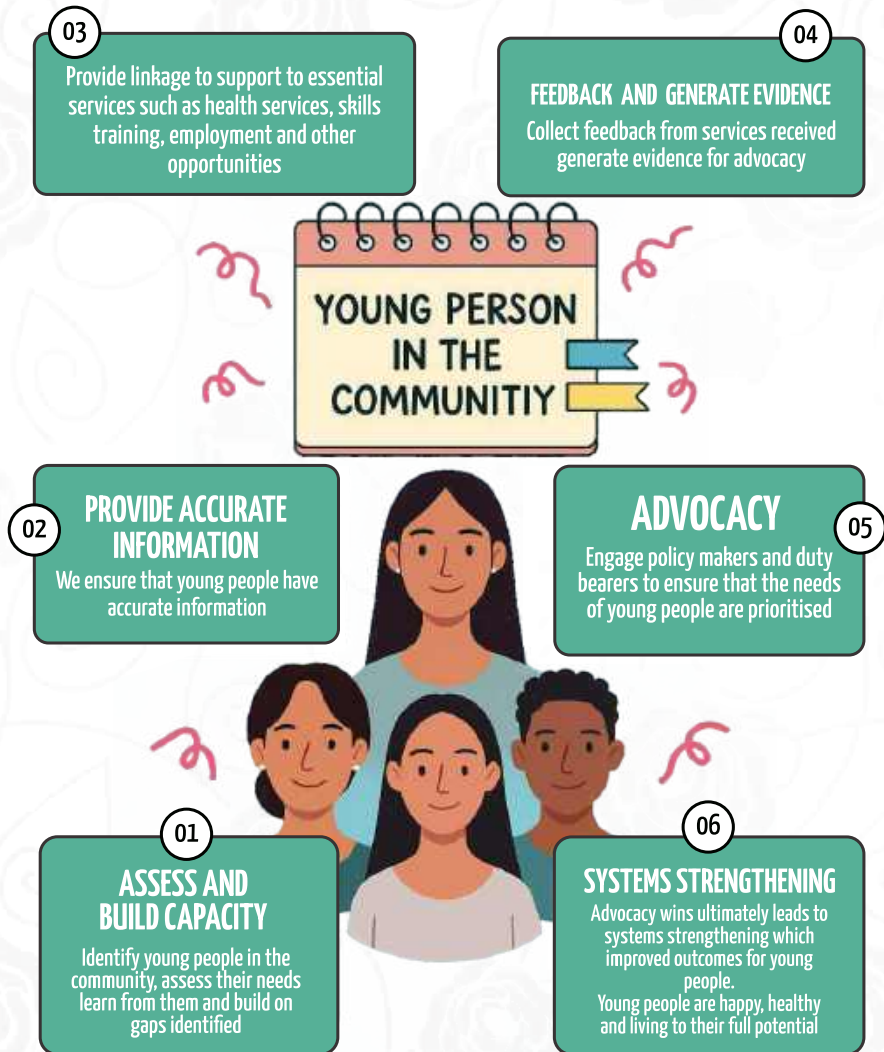 03
Provide linkage to support to essential
services such as health services, skills
training, employment and other
opportunities
04
FEEDBACK AND GENERATE EVIDENCE
Collect feedback from services received
generate evidence for advocacy
YOUNG PERSON
IN THE
COMMUNITIY
02
PROVIDE ACCURATE
INFORMATION
We ensure that young people have
accurate information
ADVOCACY
05
Engage policy makers and duty
bearers to ensure that the needs
of young people are prioritised
01
ASSESS AND
BUILD CAPACITY
Identify young people in the
community, assess their needs
learn from them and build on
gaps identified
06
SYSTEMS STRENGTHENING
Advocacy wins ultimately leads to
systems strengthening which
improved outcomes for young
people.
Young people are happy, healthy
and living to their full potential